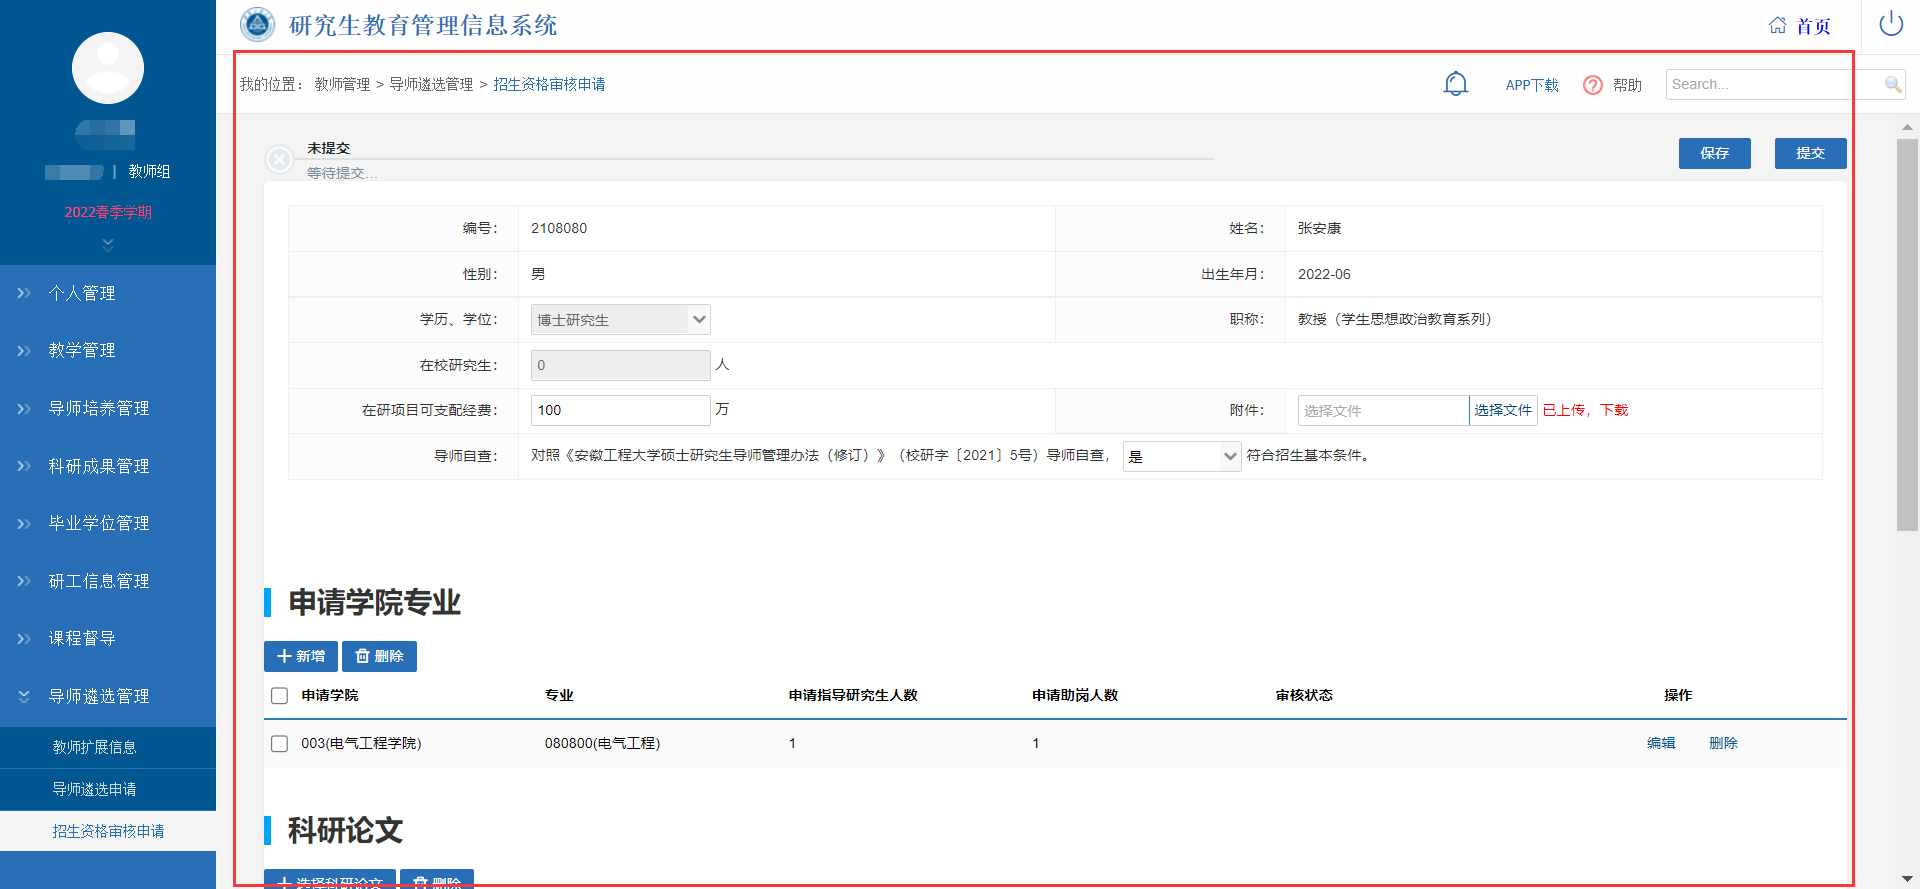 研究生教育管理信息系统
首页
我的位置： 教师管理 > 导师遴选管理 > 招生资格审核申请
APP下载
帮助
Search...
| 教师组
2022春季学期
个人管理
教学管理
导师培养管理
科研成果管理
毕业学位管理
研工信息管理
课程督导
导师遴选管理
教师扩展信息
导师遴选申请
招生资格审核申请
未提交
等待提交...
保存
提交
编号： 2108080 姓名： 张安康
性别： 男 出生年月： 2022-06
学历、学位： 博士研究生 职称： 教授（学生思想政治教育系列）
在校研究生： 0 人
在研项目可支配经费： 100 万 附件： 选择文件 选择文件 已上传，下载
导师自查： 对照《安徽工程大学硕士研究生导师管理办法（修订）》（校研字〔2021〕5号）导师自查， 是 符合招生基本条件。
申请学院专业
新增 删除
申请学院 专业 申请指导研究生人数 申请助岗人数 审核状态 操作
003(电气工程学院) 080800(电气工程) 1 1 编辑 删除
科研论文
选择科研论文 删除